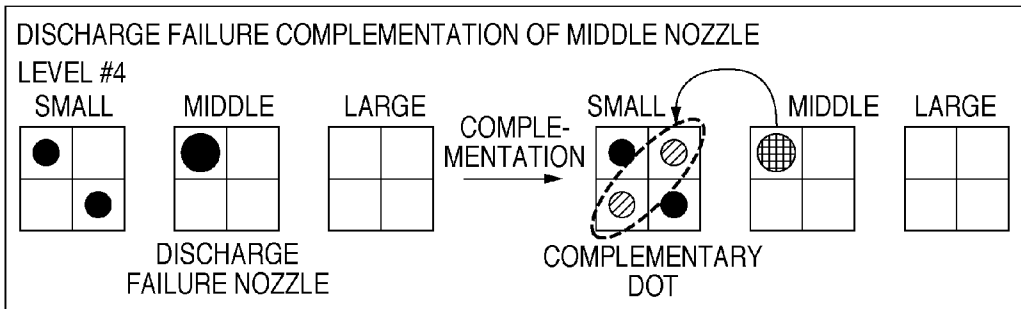 DISCHARGE FAILURE COMPLEMENTATION OF MIDDLE NOZZLE
LEVEL #4
SMALL MIDDLE LARGE
COMPLE-
MENTATION
SMALL MIDDLE LARGE
DISCHARGE
FAILURE NOZZLE
COMPLEMENTARY
DOT